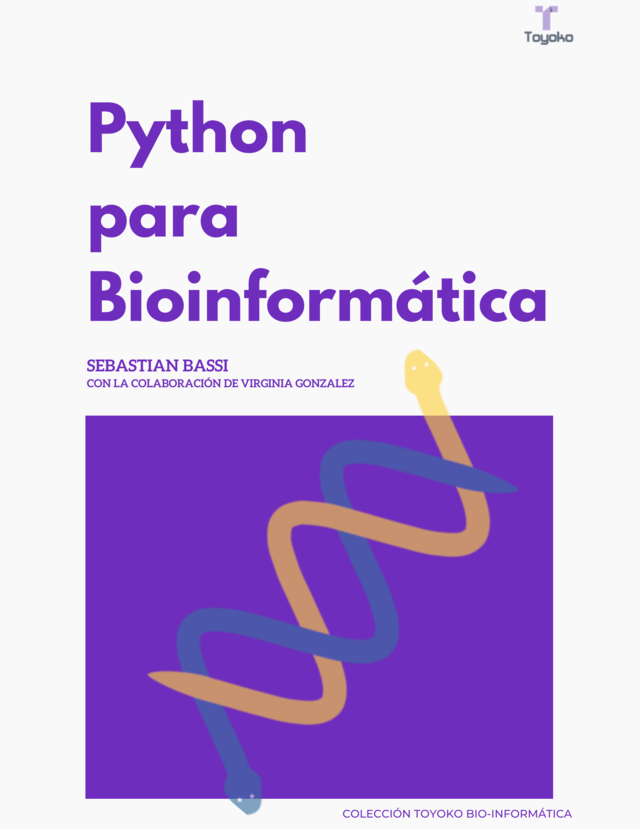 Toyoko
Python
para
Bioinformática
SEBASTIAN BASSI
CON LA COLABORACIÓN DE VIRGINIA GONZALEZ
COLECCIÓN TOYOKO BIO-INFORMÁTICA